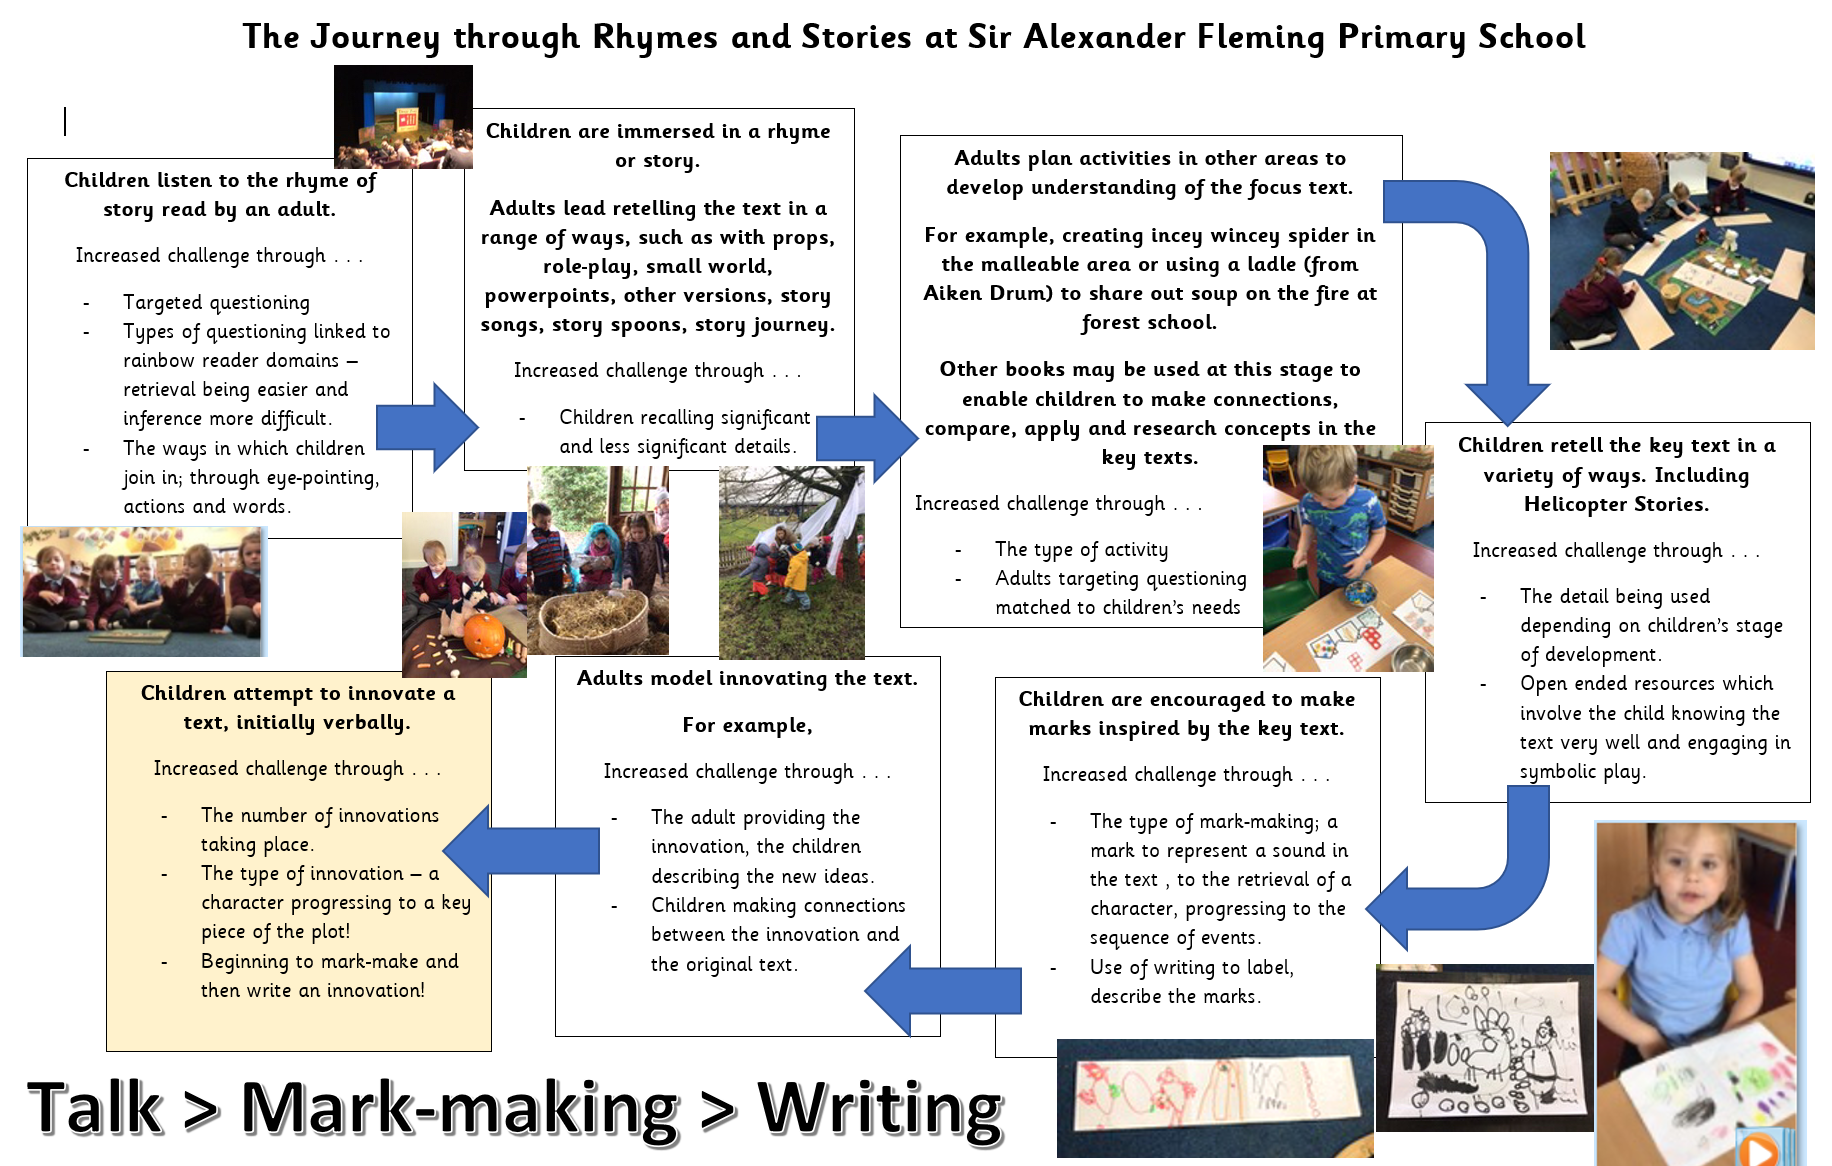 The Journey through Rhymes and Stories at Sir Alexander Fleming Primary School
Children listen to the rhyme of
story read by an adult.
Increased challenge through . . .
- Targeted questioning
- Types of questioning linked to
rainbow reader domains –
retrieval being easier and
inference more difficult.
- The ways in which children
join in; through eye-pointing,
actions and words.
Children are immersed in a rhyme
or story.
Adults lead retelling the text in a
range of ways, such as with props,
role-play, small world,
powerpoints, other versions, story
songs, story spoons, story journey.
Increased challenge through . . .
- Children recalling significant
and less significant details.
Adults plan activities in other areas to
develop understanding of the focus text.
For example, creating incey wincey spider in
the malleable area or using a ladle (from
Aiken Drum) to share out soup on the fire at
forest school.
Other books may be used at this stage to
enable children to make connections,
compare, apply and research concepts in the
key texts.
Increased challenge through . . .
- The type of activity
- Adults targeting questioning
matched to children's needs
Children retell the key text in a
variety of ways. Including
Helicopter Stories.
Increased challenge through . . .
- The detail being used
depending on children's stage
of development.
- Open ended resources which
involve the child knowing the
text very well and engaging in
symbolic play.
Children are encouraged to make
marks inspired by the key text.
Increased challenge through . . .
- The type of mark-making; a
mark to represent a sound in
the text , to the retrieval of a
character, progressing to the
sequence of events.
- Use of writing to label,
describe the marks.
Adults model innovating the text.
For example,
Increased challenge through . . .
- The adult providing the
innovation, the children
describing the new ideas.
- Children making connections
between the innovation and
the original text.
Children attempt to innovate a
text, initially verbally.
Increased challenge through . . .
- The number of innovations
taking place.
- The type of innovation – a
character progressing to a key
piece of the plot!
- Beginning to mark-make and
then write an innovation!
Talk > Mark-making > Writing